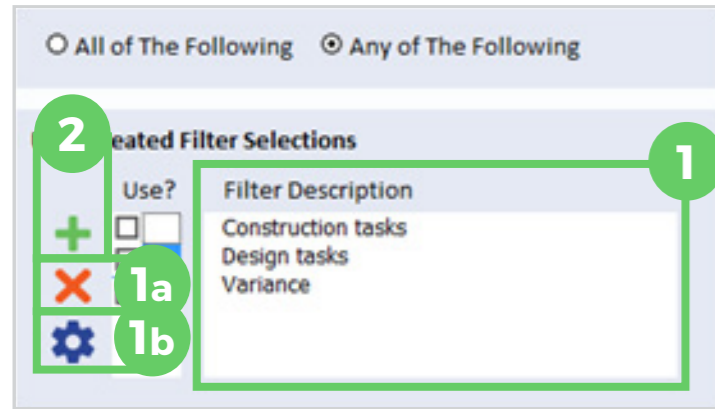 All of The Following Any of The Following
2 eated Filter Selections
1
Use? Filter Description
Construction tasks
Design tasks
Variance
1a
1b